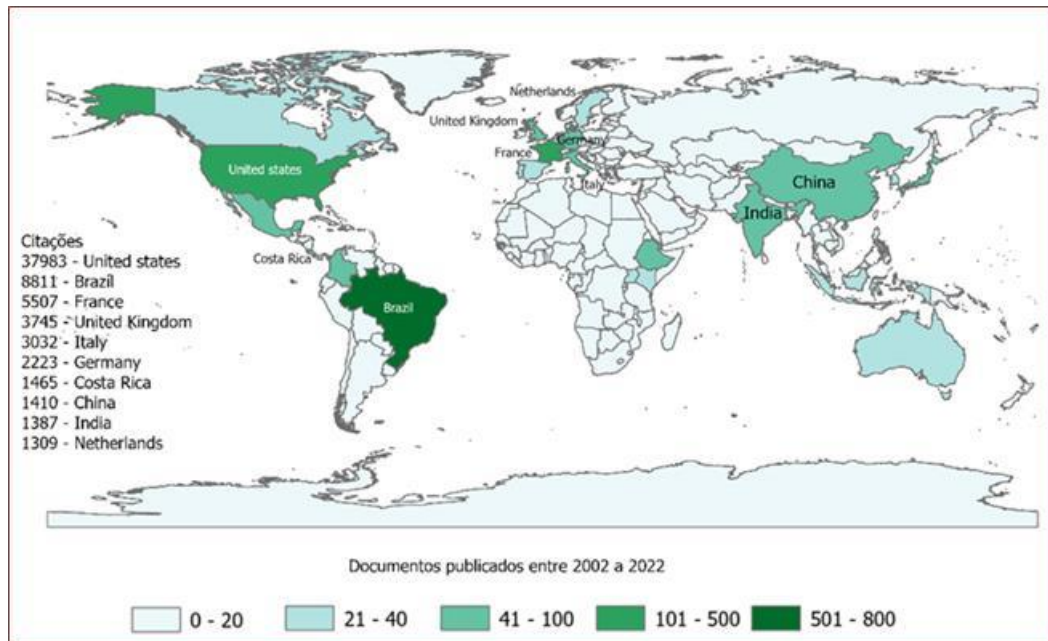 Netherlands
United Kingdom
Germany
France
United states
Italy
China
India
Citações
37983 - United states
8811 - Brazil
5507 - France
3745 - United Kingdom
3032 - Italy
2223 - Germany
1465 - Costa Rica
1410 - China
1387 - India
1309 - Netherlands
Costa Rica
Brazil
Documentos publicados entre 2002 a 2022
0 - 20
21 - 40
41 - 100
101 - 500
501 - 800